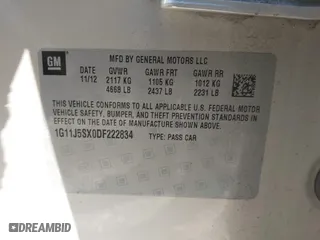 GM
MFD BY GENERAL MOTORS LLC
11/12 GVWR GAWR FRT GAWR RR
2117 KG 1105 KG 1012 KG
4668 LB 2437 LB 2231 LB
THIS VEHICLE CONFORMS TO ALL APPLICABLE U.S. FEDERAL MOTOR
VEHICLE SAFETY, BUMPER, AND THEFT PREVENTION STANDARDS
IN EFFECT ON THE DATE OF MANUFACTURE SHOWN ABOVE.
1G11J5SX0DF222834 TYPE: PASS CAR
© RIDERSAFELY